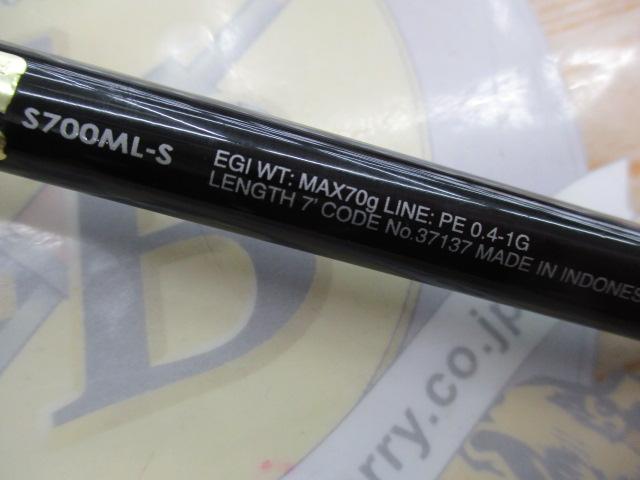 S700ML-S
EGI WT: MAX70g LINE: PE 0.4-1G
LENGTH 7' CODE No.37137 MADE IN INDONES
B
rry.co.jp